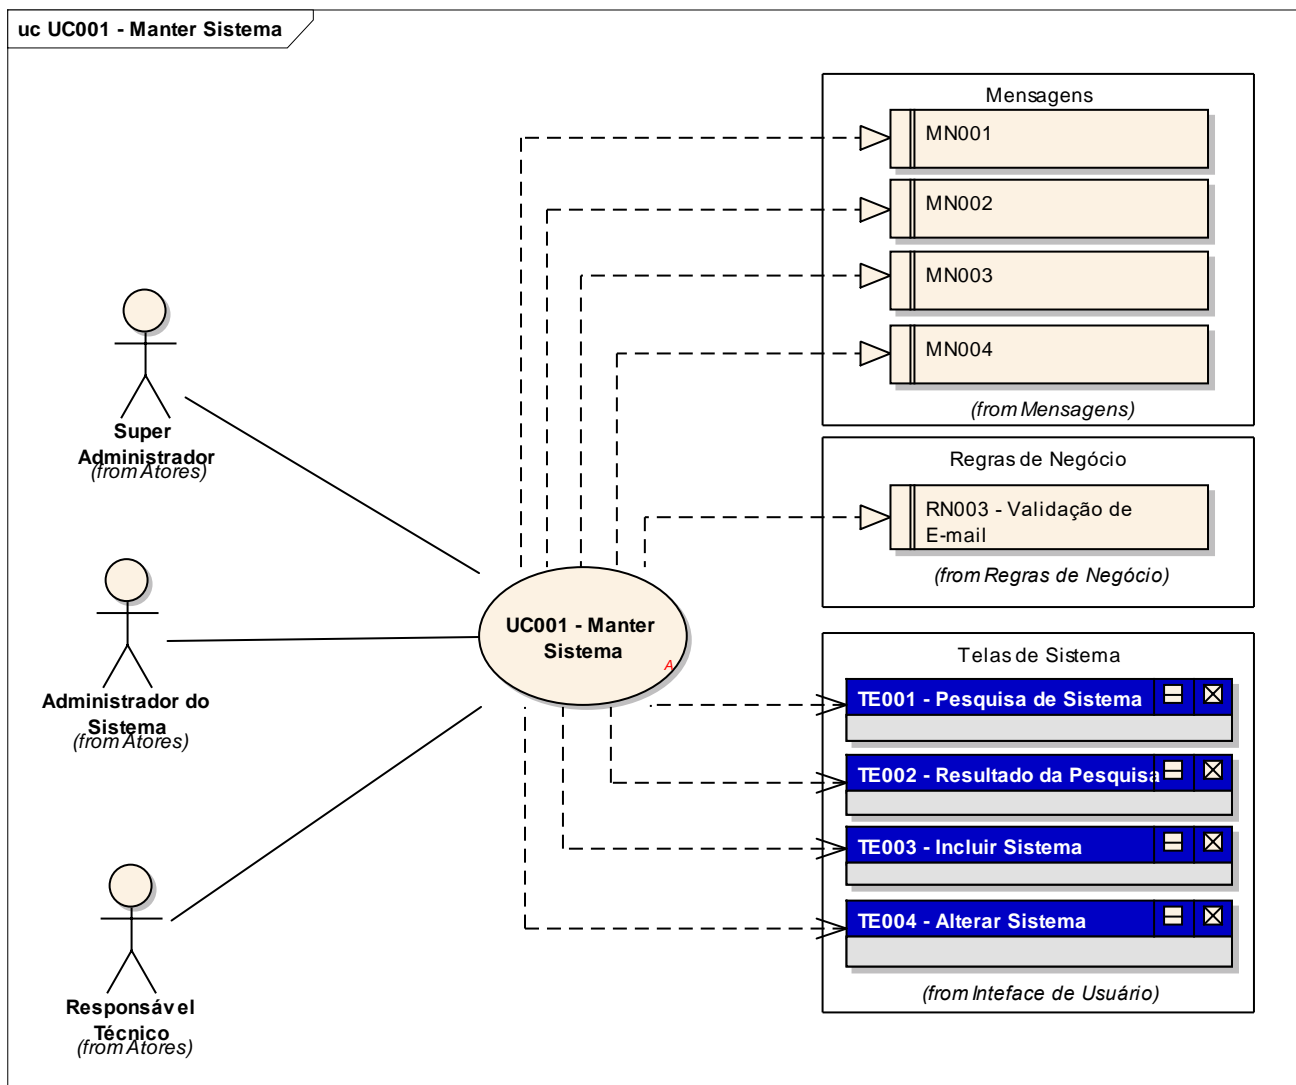 uc UC001 - Manter Sistema
Mensagens
MN001
MN002
MN003
MN004
(from Mensagens)
Regras de Negócio
RN003 - Validação de
E-mail
(from Regras de Negócio)
Telas de Sistema
TE001 - Pesquisa de Sistema
TE002 - Resultado da Pesquisa
TE003 - Incluir Sistema
TE004 - Alterar Sistema
(from Inteface de Usuário)
Super
Administrador
(from Atores)
Administrador do
Sistema
(from Atores)
Responsável
Técnico
(from Atores)
UC001 - Manter
Sistema
A